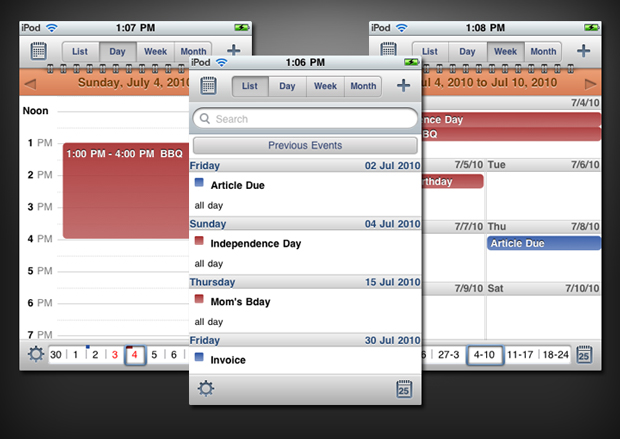 iPod 1:07 PM
List Day Week Month +
Sunday, July 4, 2010
Noon
1 PM
1:00 PM - 4:00 PM BBQ
2 PM
3 PM
4 PM
5 PM
6 PM
7 PM
30 1 2 3 4 5 6
iPod 1:06 PM
List Day Week Month +
Search
Previous Events
Friday 02 Jul 2010
Article Due
all day
Sunday 04 Jul 2010
Independence Day
all day
Thursday 15 Jul 2010
Mom's Bday
all day
Friday 30 Jul 2010
Invoice
25
iPod 1:08 PM
List Day Week Month +
4, 2010 to Jul 10, 2010
7/4/10
nce Day
BQ
7/5/10 Tue 7/6/10
thday
7/7/10 Thu 7/8/10
Article Due
7/9/10 Sat 7/10/10
6 27-3 4-10 11-17 18-24 25